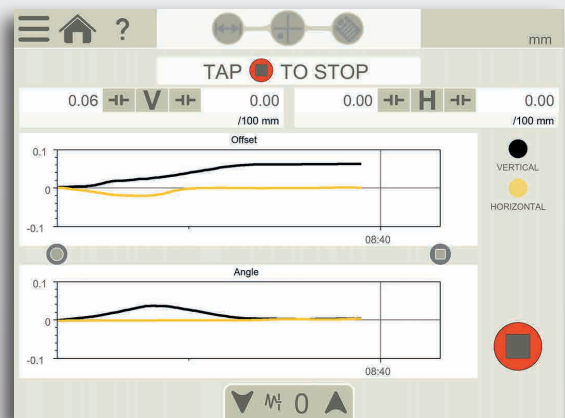 ?
mm
TAP TO STOP
0.06 V 0.00 0.00 H 0.00
/100 mm /100 mm
Offset
0.1
0
-0.1
08:40
VERTICAL
HORIZONTAL
Angle
0.1
0
-0.1
08:40
0